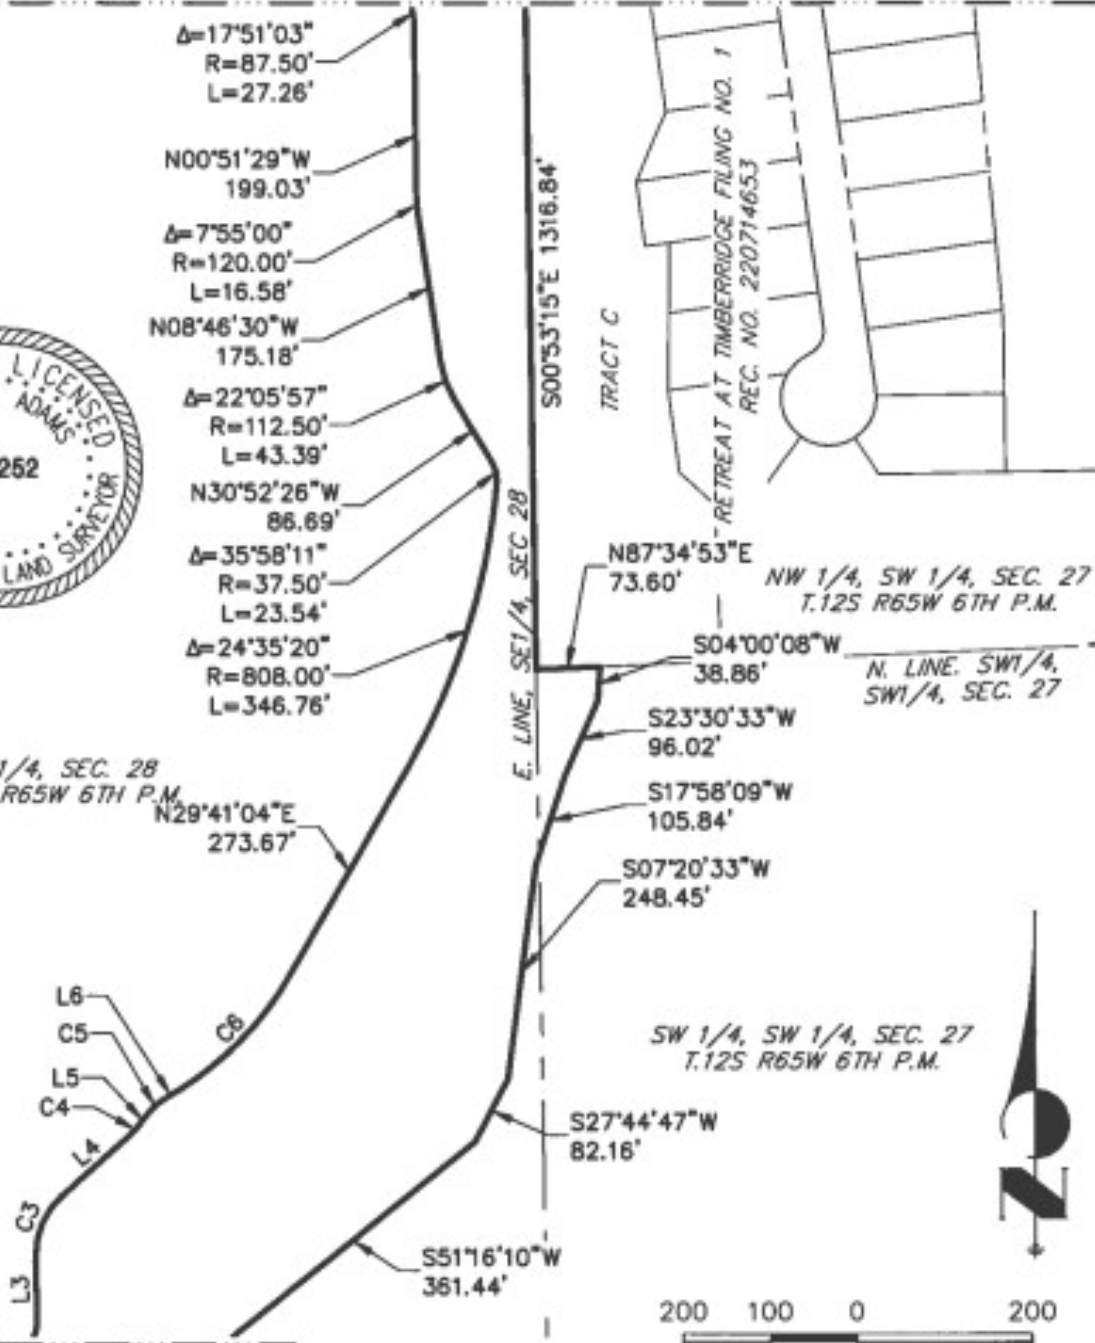 Δ=17°51'03"
R=87.50'
L=27.26'
N00°51'29"W
199.03'
Δ=7°55'00"
R=120.00'
L=16.58'
N08°46'30"W
175.18'
Δ=22°05'57"
R=112.50'
L=43.39'
N30°52'26"W
86.69'
Δ=35°58'11"
R=37.50'
L=23.54'
Δ=24°35'20"
R=808.00'
L=346.76'
LICENSED
ADAMS
252
LAND SURVEYOR
S00°53'15"E 1316.84'
TRACT C
RETREAT AT TIMBERRIDGE FILING NO. 1
REC. NO. 220714653
E. LINE, SE1/4, SEC 28
N87°34'53"E
73.60'
NW 1/4, SW 1/4, SEC. 27
T.12S R65W 6TH P.M.
S04°00'08"W
38.86'
N. LINE. SW1/4,
SW1/4, SEC. 27
S23°30'33"W
96.02'
1/4, SEC. 28
R65W 6TH P.M.
N29°41'04"E
273.67'
S17°58'09"W
105.84'
S07°20'33"W
248.45'
L6
C5
L5
C4
C6
L4
C3
L3
SW 1/4, SW 1/4, SEC. 27
T.12S R65W 6TH P.M.
S27°44'47"W
82.16'
S51°16'10"W
361.44'
N
200 100 0 200